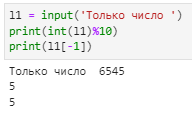 l1 = input('Только число ')
print(int(l1)%10)
print(l1[-1])
Только число  6545
5
5